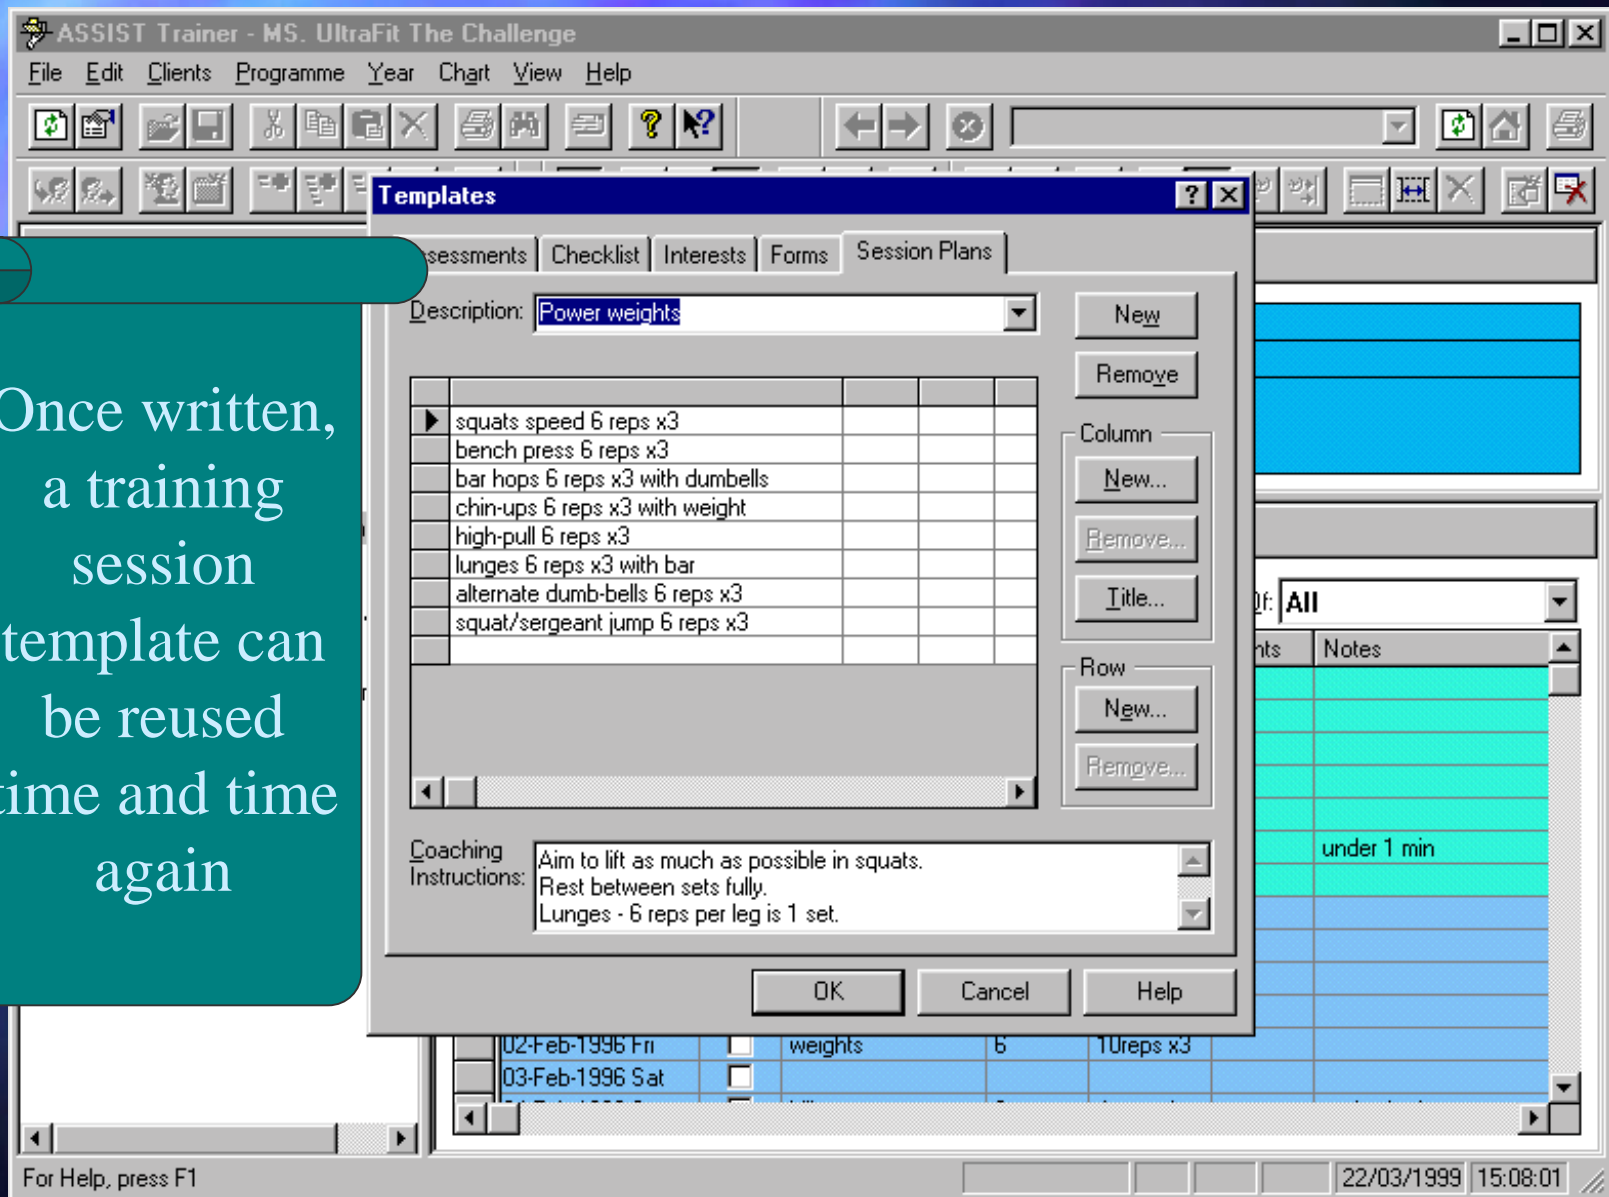 ASSIST Trainer - MS. UltraFit The Challenge
File Edit Clients Programme Year Chart View Help
Templates
Checklist Interests Forms Session Plans
Description: Power weights
New
Remove
squats speed 6 reps x3
bench press 6 reps x3
bar hops 6 reps x3 with dumbells
chin-ups 6 reps x3 with weight
high-pull 6 reps x3
lunges 6 reps x3 with bar
alternate dumb-bells 6 reps x3
squat/sergeant jump 6 reps x3
Column
New...
Remove...
Title...
Row
New...
Remove...
Coaching
Instructions:
Aim to lift as much as possible in squats.
Rest between sets fully.
Lunges - 6 reps per leg is 1 set.
OK Cancel Help
Once written,
a training
session
template can
be reused
time and time
again
Of: All
Notes
under 1 min
02-Feb-1996 Fri weights 6 10reps x3
03-Feb-1996 Sat
For Help, press F1
22/03/1999 15:08:01